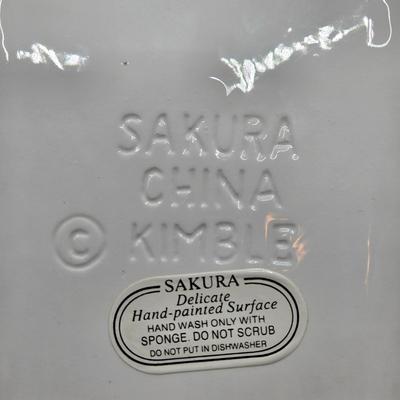 SAKURA
CHINA
© KIMBLE
SAKURA
Delicate
Hand-painted Surface
HAND WASH ONLY WITH
SPONGE. DO NOT SCRUB
DO NOT PUT IN DISHWASHER